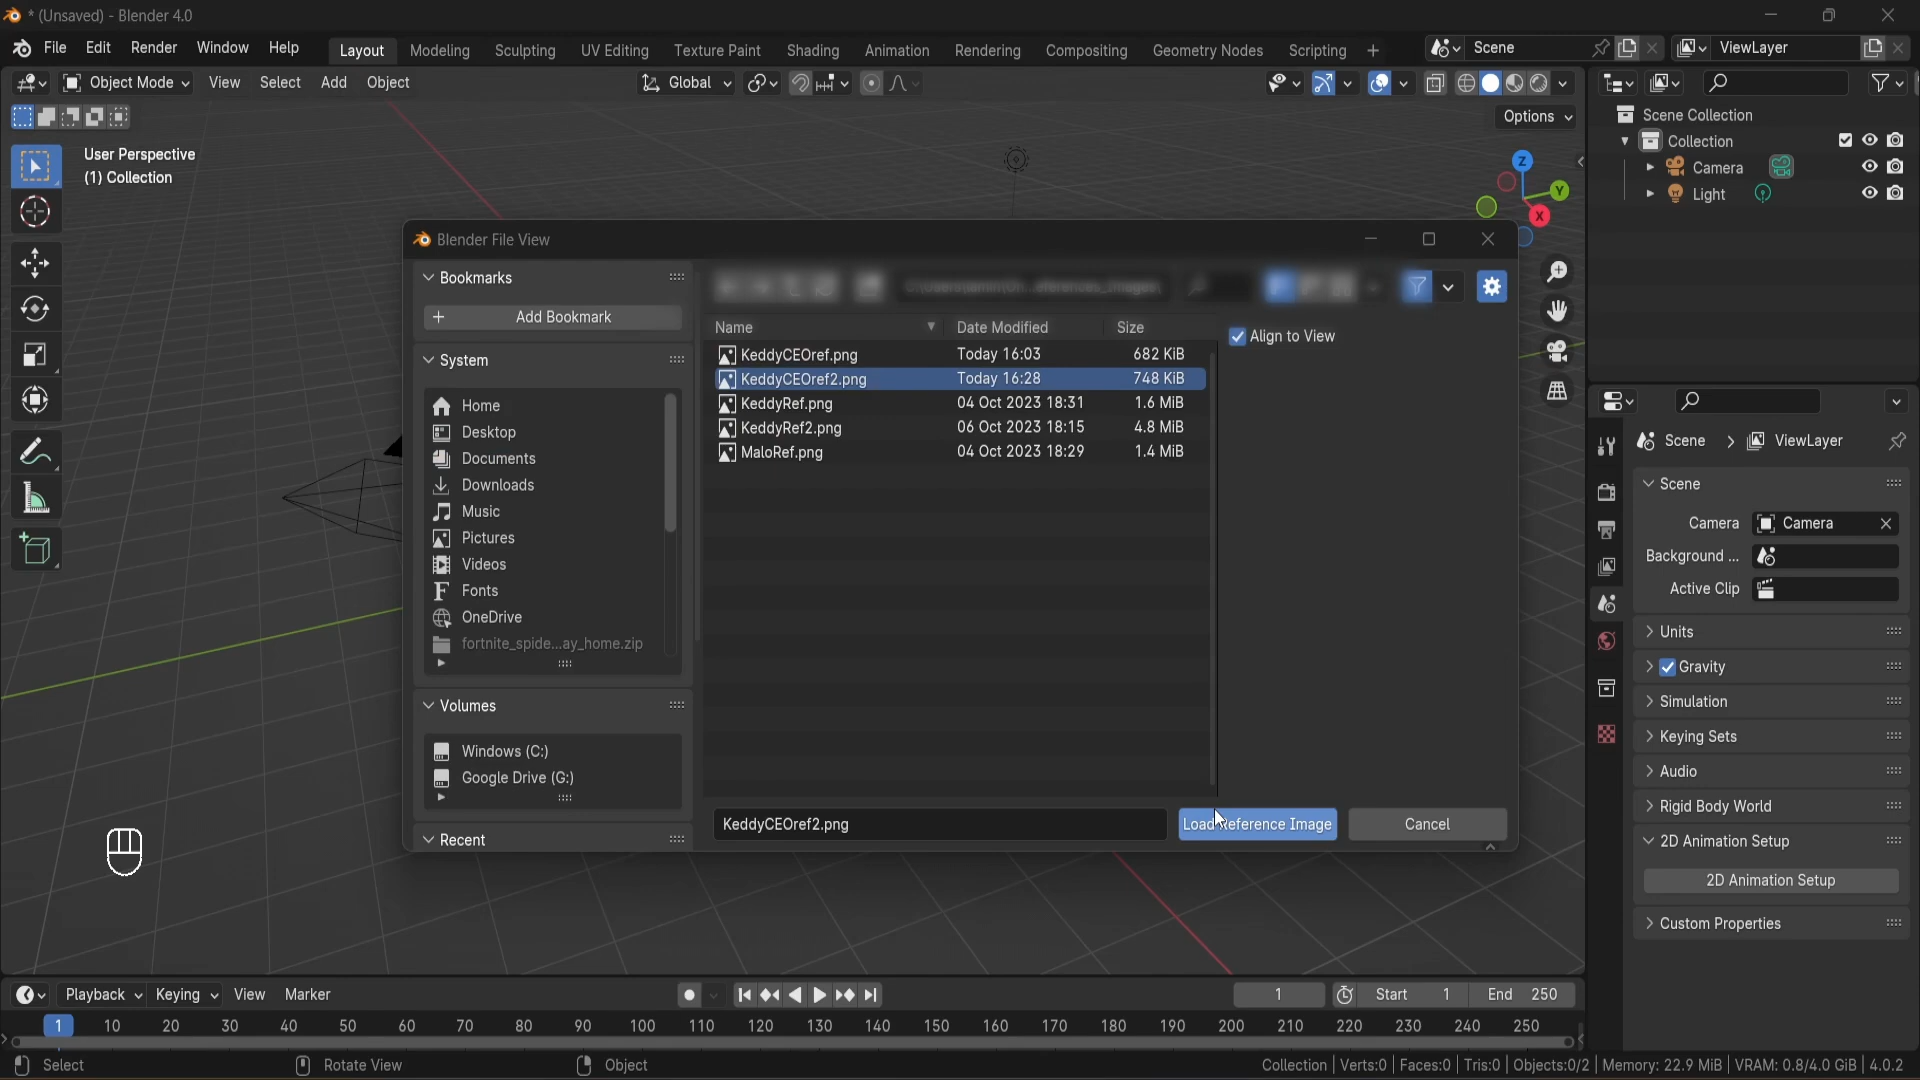 * (Unsaved) - Blender 4.0
File Edit Render Window Help Layout Modeling Sculpting UV Editing Texture Paint Shading Animation Rendering Compositing Geometry Nodes Scripting + Scene ViewLayer
Object Mode View Select Add Object Global
Options
User Perspective
(1) Collection
Z
Y
X
Scene Collection
Collection
Camera
Light
Blender File View
Bookmarks
+ Add Bookmark
System
Home
Desktop
Documents
Downloads
Music
Pictures
Videos
Fonts
OneDrive
fortnite_spide...ay_home.zip
Volumes
Windows (C:)
Google Drive (G:)
Recent
Name Date Modified Size
KeddyCEOref.png Today 16:03 682 KiB
KeddyCEOref2.png Today 16:28 748 KiB
KeddyRef.png 04 Oct 2023 18:31 1.6 MiB
KeddyRef2.png 06 Oct 2023 18:15 4.8 MiB
MaloRef.png 04 Oct 2023 18:29 1.4 MiB
Align to View
KeddyCEOref2.png Load Reference Image Cancel
Scene ViewLayer
Scene
Camera Camera
Background ...
Active Clip
Units
Gravity
Simulation
Keying Sets
Audio
Rigid Body World
2D Animation Setup
2D Animation Setup
Custom Properties
Playback Keying View Marker 1 Start 1 End 250
1 10 20 30 40 50 60 70 80 90 100 110 120 130 140 150 160 170 180 190 200 210 220 230 240 250
Select Rotate View Object Collection | Verts:0 | Faces:0 | Tris:0 | Objects:0/2 | Memory: 22.9 MiB | VRAM: 0.8/4.0 GiB | 4.0.2